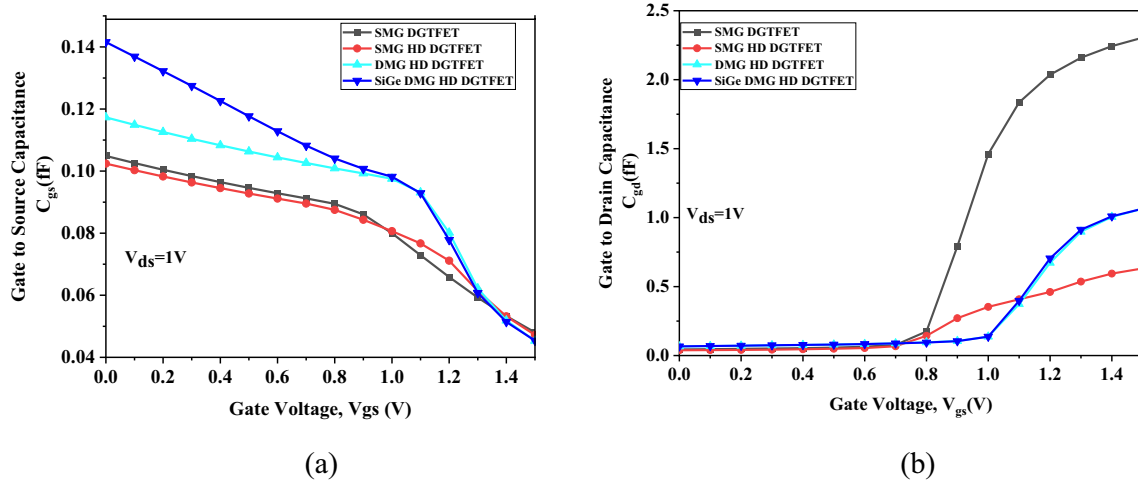 SMG DGTFET
SMG HD DGTFET
DMG HD DGTFET
SiGe DMG HD DGTFET
0.14
0.12
0.10
0.08
0.06
0.04
Gate to Source Capacitance
Cgs(fF)
Vds=1V
0.0 0.2 0.4 0.6 0.8 1.0 1.2 1.4
Gate Voltage, Vgs (V)
(a)
SMG DGTFET
SMG HD DGTFET
DMG HD DGTFET
SiGe DMG HD DGTFET
2.5
2.0
1.5
1.0
0.5
0.0
Gate to Drain Capacitance
Cgd(fF)
Vds=1V
0.0 0.2 0.4 0.6 0.8 1.0 1.2 1.4
Gate Voltage, Vgs(V)
(b)